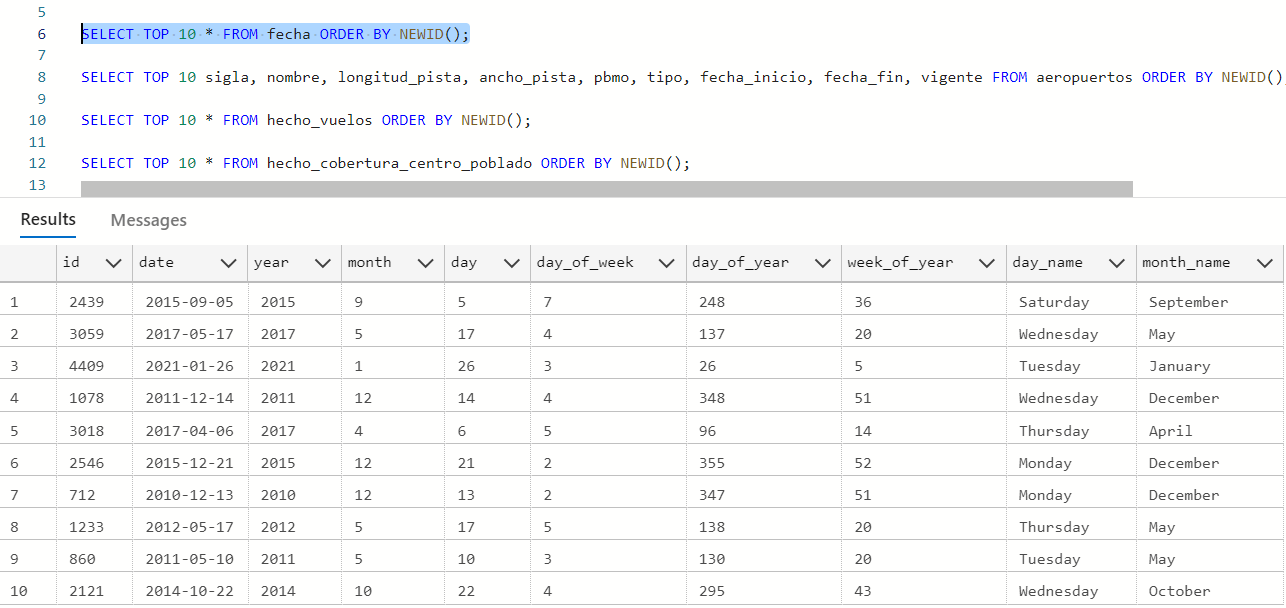 5
6 SELECT TOP 10 * FROM fecha ORDER BY NEWID();
7
8 SELECT TOP 10 sigla, nombre, longitud_pista, ancho_pista, pbmo, tipo, fecha_inicio, fecha_fin, vigente FROM aeropuertos ORDER BY NEWID()
9
10 SELECT TOP 10 * FROM hecho_vuelos ORDER BY NEWID();
11
12 SELECT TOP 10 * FROM hecho_cobertura_centro_poblado ORDER BY NEWID();
13
Results Messages
id date year month day day_of_week day_of_year week_of_year day_name month_name
1 2439 2015-09-05 2015 9 5 7 248 36 Saturday September
2 3059 2017-05-17 2017 5 17 4 137 20 Wednesday May
3 4409 2021-01-26 2021 1 26 3 26 5 Tuesday January
4 1078 2011-12-14 2011 12 14 4 348 51 Wednesday December
5 3018 2017-04-06 2017 4 6 5 96 14 Thursday April
6 2546 2015-12-21 2015 12 21 2 355 52 Monday December
7 712 2010-12-13 2010 12 13 2 347 51 Monday December
8 1233 2012-05-17 2012 5 17 5 138 20 Thursday May
9 860 2011-05-10 2011 5 10 3 130 20 Tuesday May
10 2121 2014-10-22 2014 10 22 4 295 43 Wednesday October